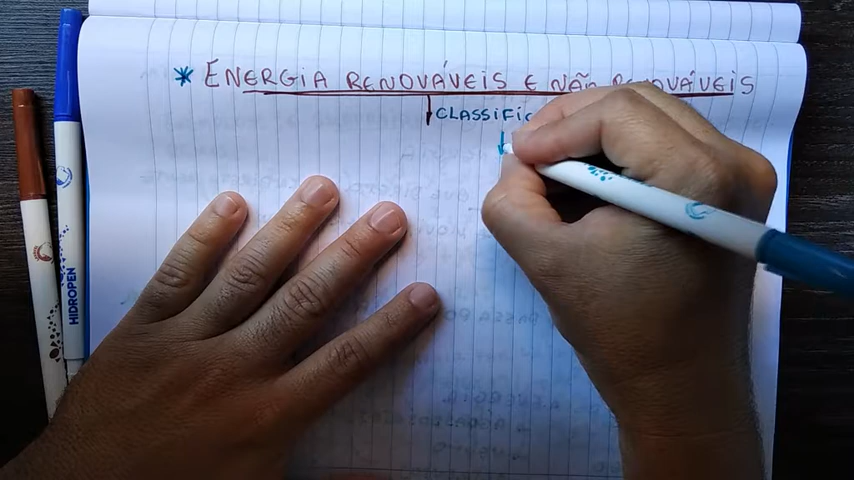 * ENERGIA RENOVÁVEIS E NÃO RENOVÁVEIS
CLASSIFIC
HIDROPEN